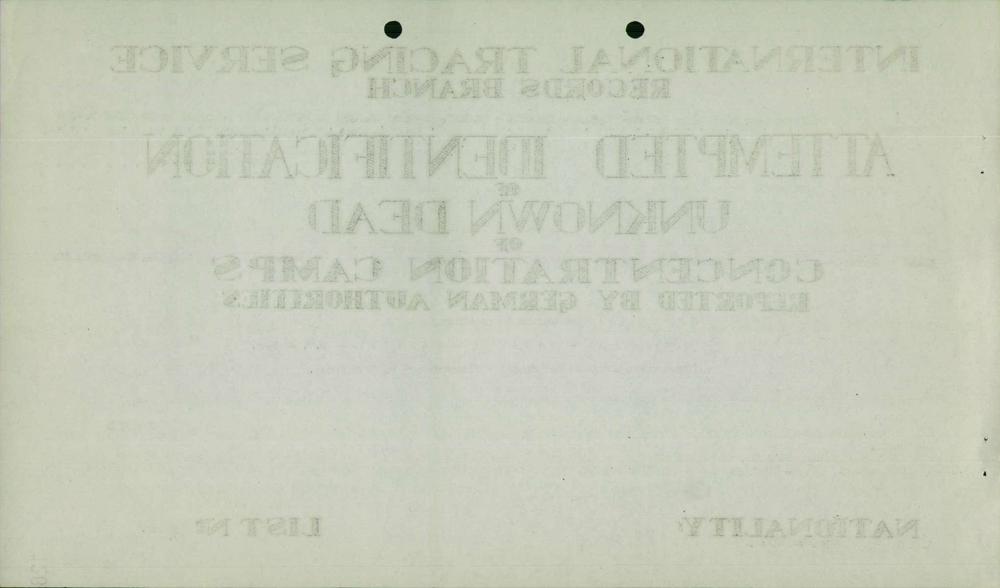 INTERNATIONAL TRACING SERVICE
RECORDS BRANCH
ATTEMPTED IDENTIFICATION
OF
UNKNOWN DEAD
OF
CONCENTRATION CAMPS
REPORTED BY GERMAN AUTHORITIES
NATIONALITY: LIST Nº